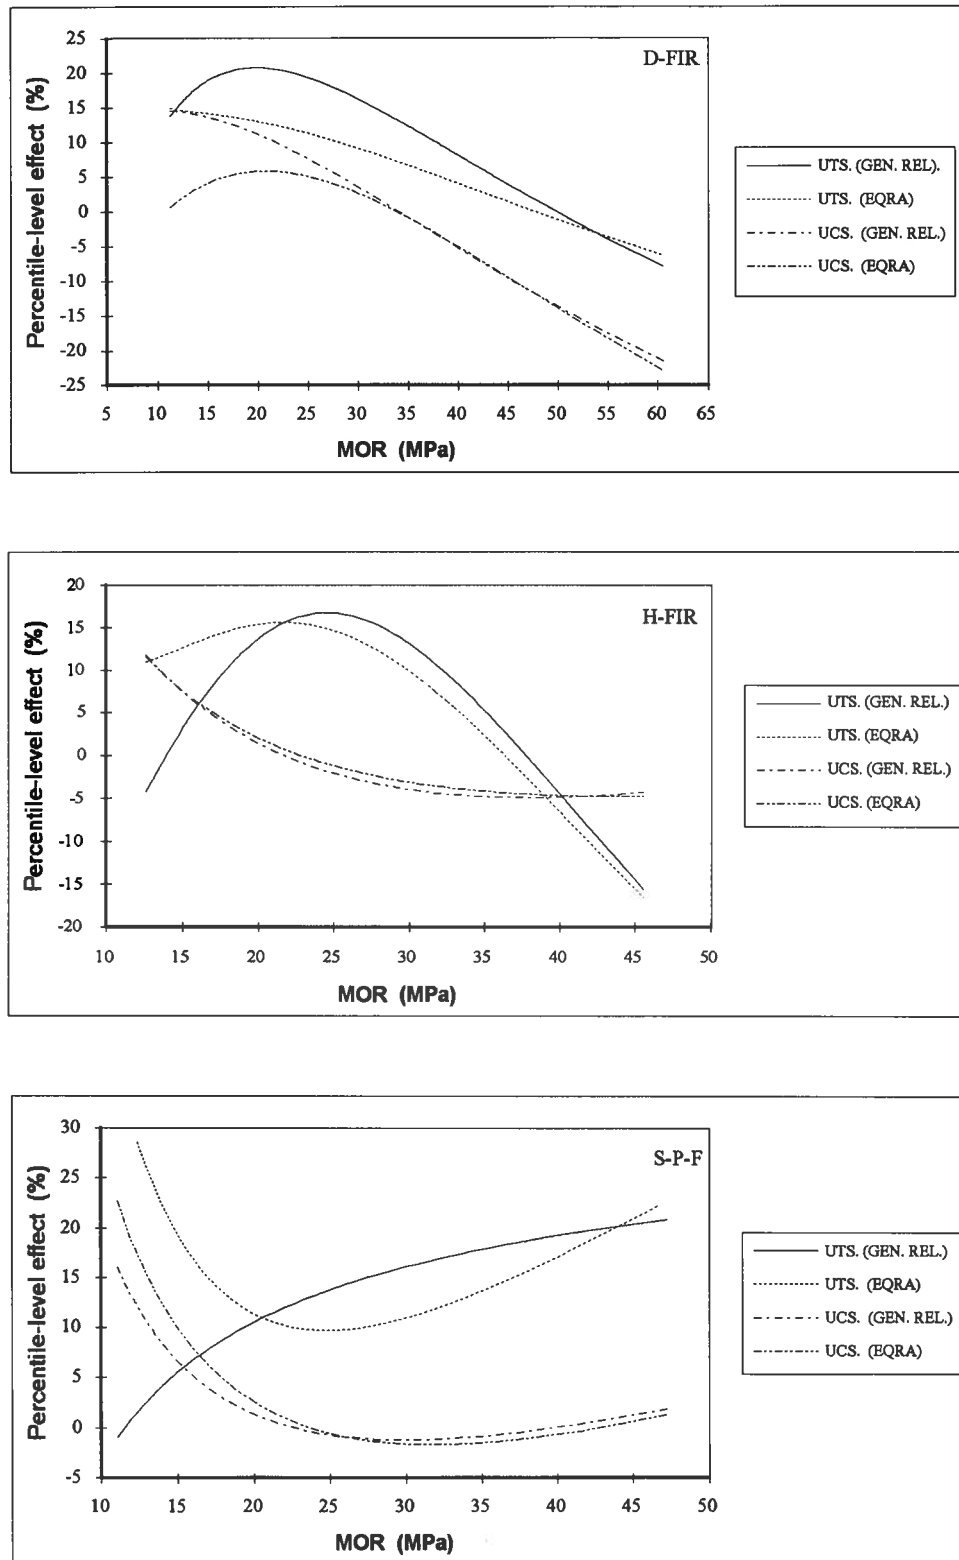 D-FIR
Percentile-level effect (%)
25
20
15
10
5
0
-5
-10
-15
-20
-25
5 10 15 20 25 30 35 40 45 50 55 60 65
MOR (MPa)
UTS. (GEN. REL).
UTS. (EQRA)
UCS. (GEN. REL.)
UCS. (EQRA)
H-FIR
Percentile-level effect (%)
20
15
10
5
0
-5
-10
-15
-20
10 15 20 25 30 35 40 45 50
MOR (MPa)
UTS. (GEN. REL.)
UTS. (EQRA)
UCS. (GEN. REL.)
UCS. (EQRA)
S-P-F
Percentile-level effect (%)
30
25
20
15
10
5
0
-5
10 15 20 25 30 35 40 45 50
MOR (MPa)
UTS. (GEN. REL.)
UTS. (EQRA)
UCS. (GEN. REL.)
UCS. (EQRA)